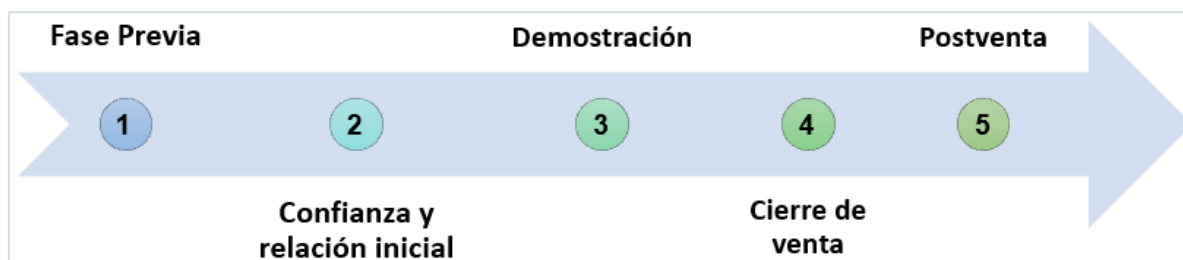 Fase Previa
Demostración
Postventa
1
2
3
4
5
Confianza y
relación inicial
Cierre de
venta